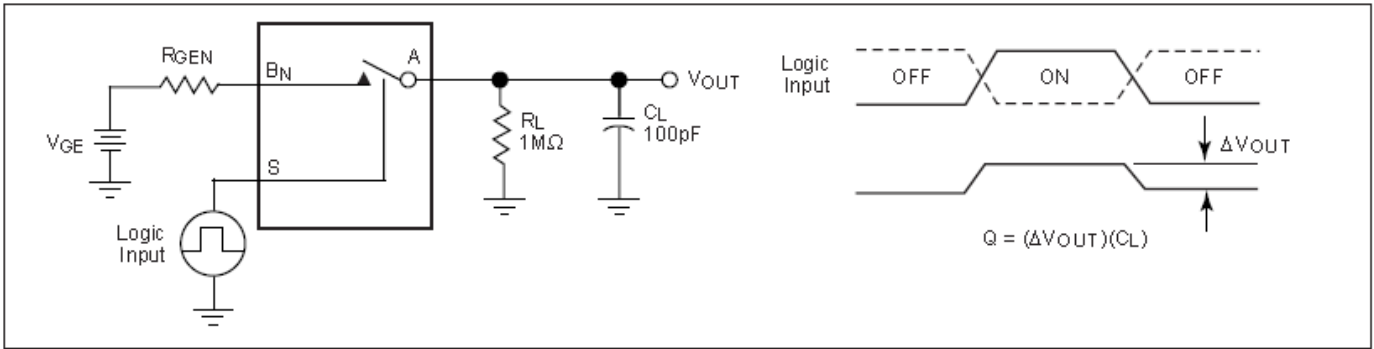 RGEN
BN
A
VOUT
VGE
RL
1MΩ
CL
100pF
S
Logic
Input
Logic
Input
OFF
ON
OFF
ΔVOUT
Q = (ΔVOUT)(CL)